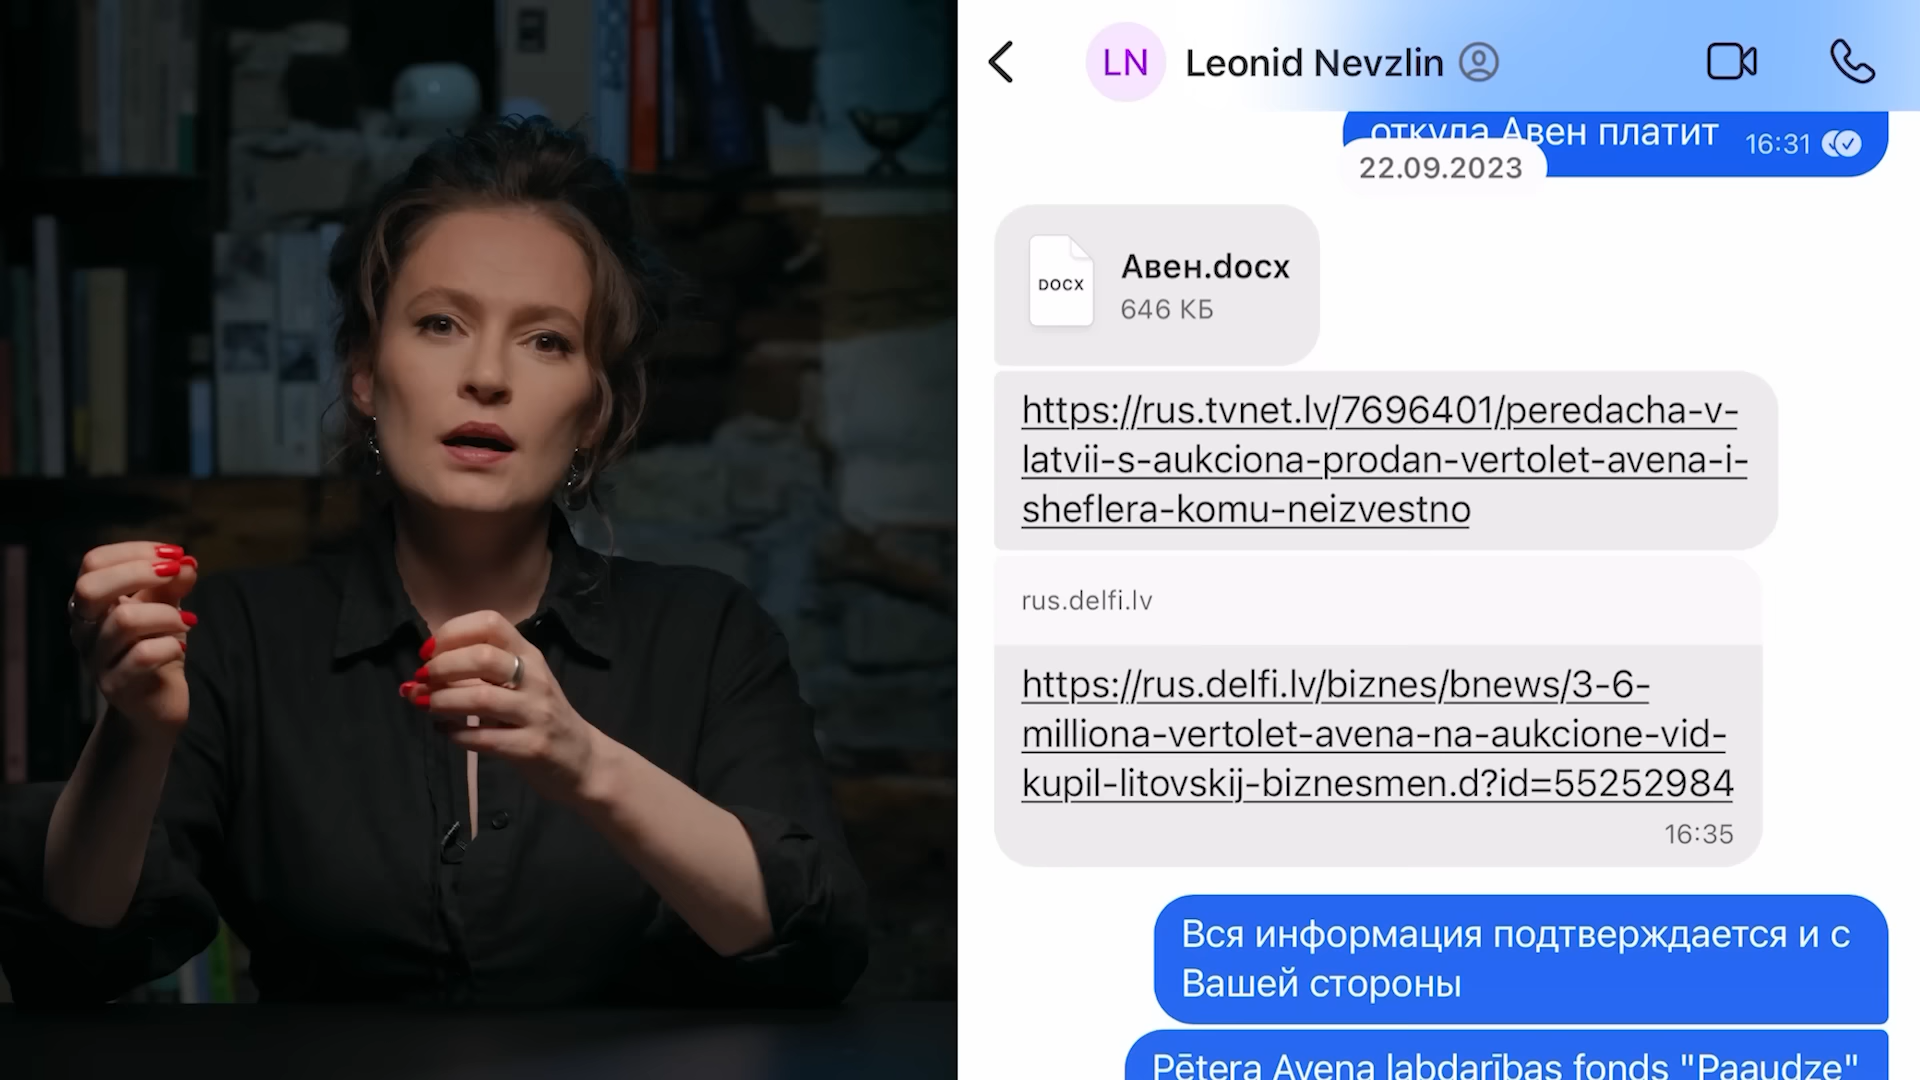 LN
Leonid Nevzlin
откуда Авен платит
16:31
22.09.2023
DOCX
Авен.docx
646 КБ
https://rus.tvnet.lv/7696401/peredacha-v-
latvii-s-aukciona-prodan-vertolet-avena-i-
sheflera-komu-neizvestno
rus.delfi.lv
https://rus.delfi.lv/biznes/bnews/3-6-
milliona-vertolet-avena-na-aukcione-vid-
kupil-litovskij-biznesmen.d?id=55252984
16:35
Вся информация подтверждается и с
Вашей стороны
Pētera Avena labdarības fonds "Paaudze"